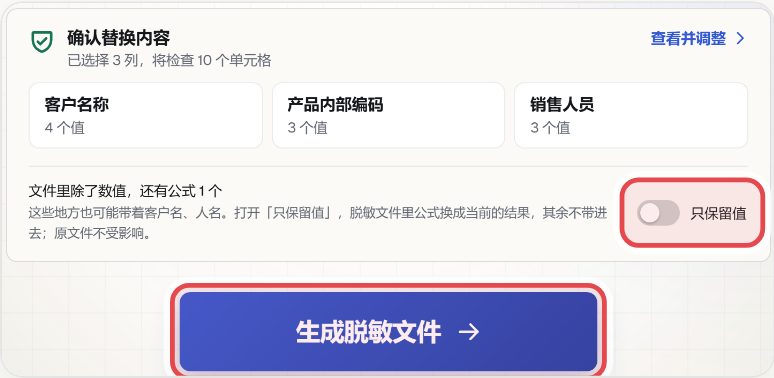 确认替换内容
查看并调整
已选择 3 列，将检查 10 个单元格
客户名称
产品内部编码
销售人员
4 个值
3 个值
3 个值
文件里除了数值，还有公式 1 个
这些地方也可能带着客户名、人名。打开「只保留值」，脱敏文件里公式换成当前的结果，其余不带进
去；原文件不受影响。
只保留值
生成脱敏文件 →